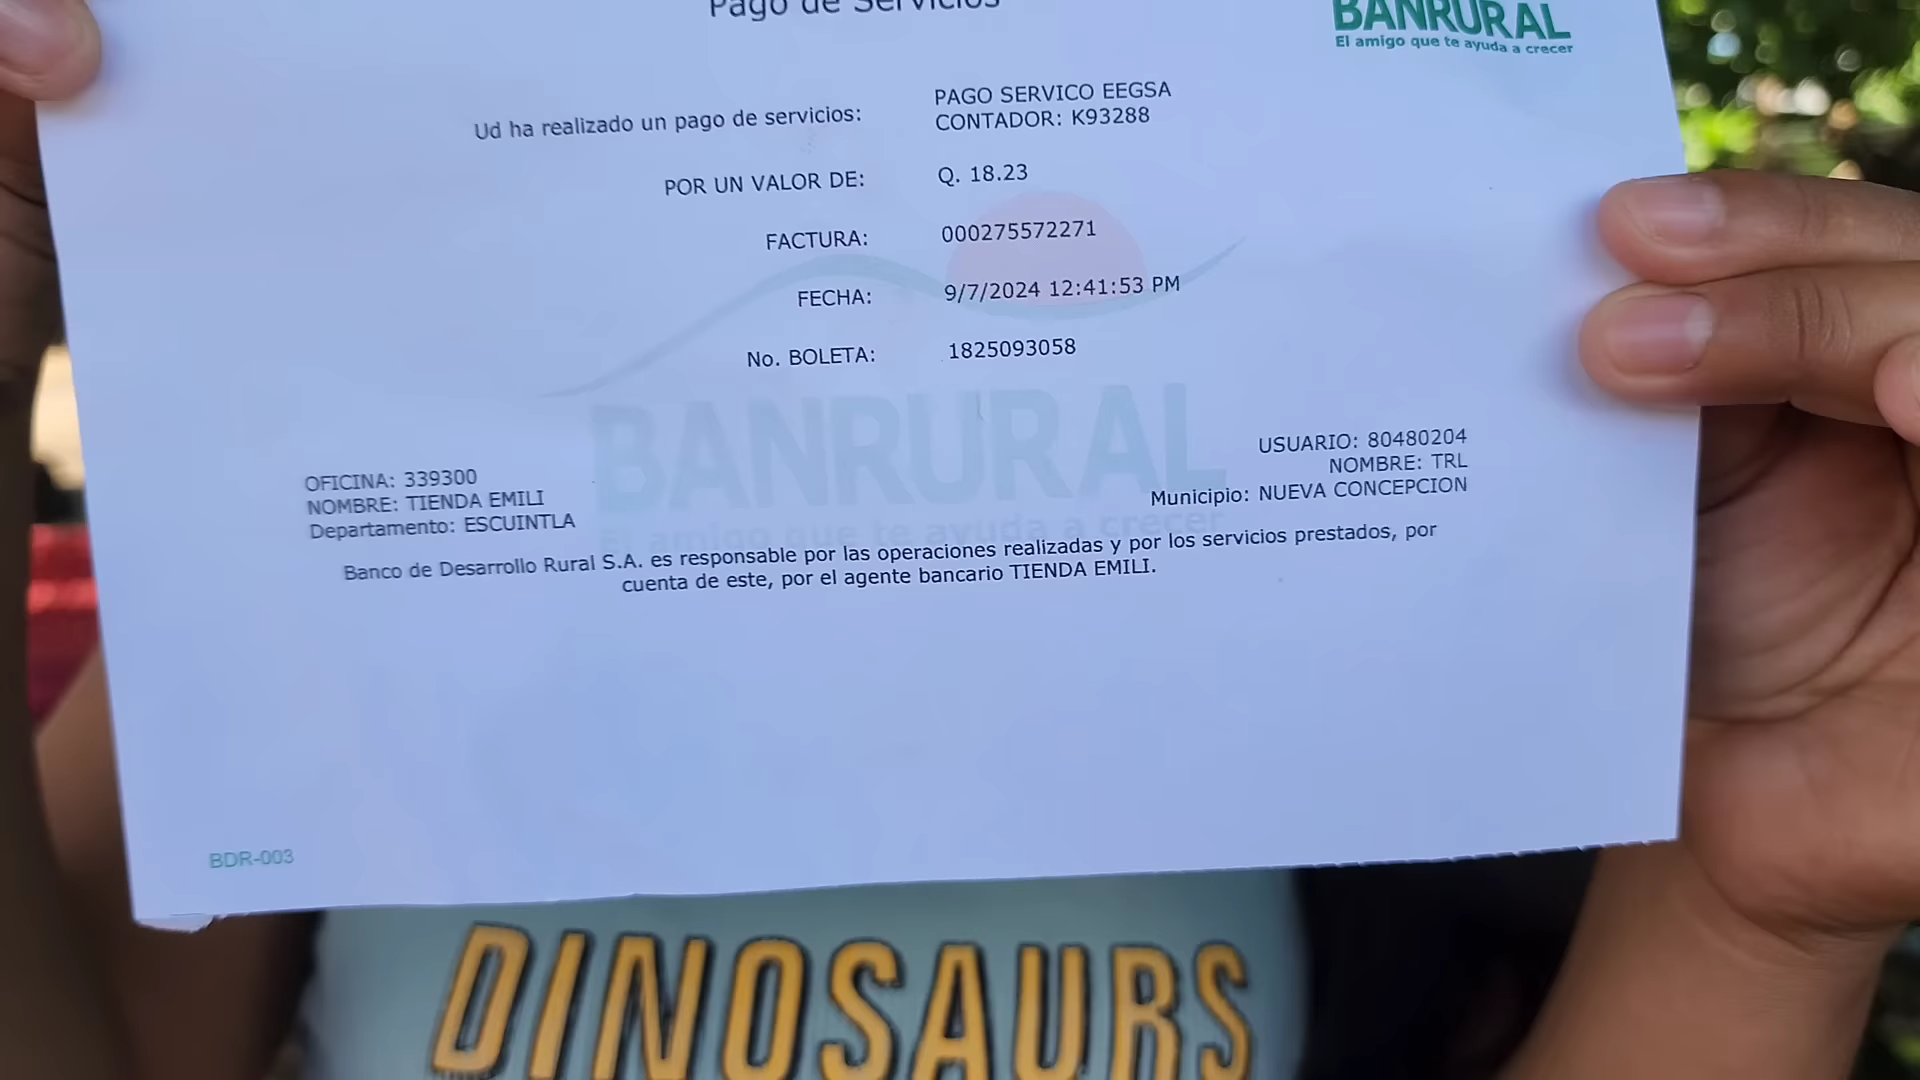 Pago de Servicios
BANRURAL
El amigo que te ayuda a crecer
Ud ha realizado un pago de servicios:
PAGO SERVICO EEGSA
CONTADOR: K93288
POR UN VALOR DE: Q. 18.23
FACTURA: 000275572271
FECHA: 9/7/2024 12:41:53 PM
No. BOLETA: 1825093058
BANRURAL
El amigo que te ayuda a crecer
OFICINA: 339300
NOMBRE: TIENDA EMILI
Departamento: ESCUINTLA
USUARIO: 80480204
NOMBRE: TRL
Municipio: NUEVA CONCEPCION
Banco de Desarrollo Rural S.A. es responsable por las operaciones realizadas y por los servicios prestados, por
cuenta de este, por el agente bancario TIENDA EMILI.
BDR-003
DINOSAURS